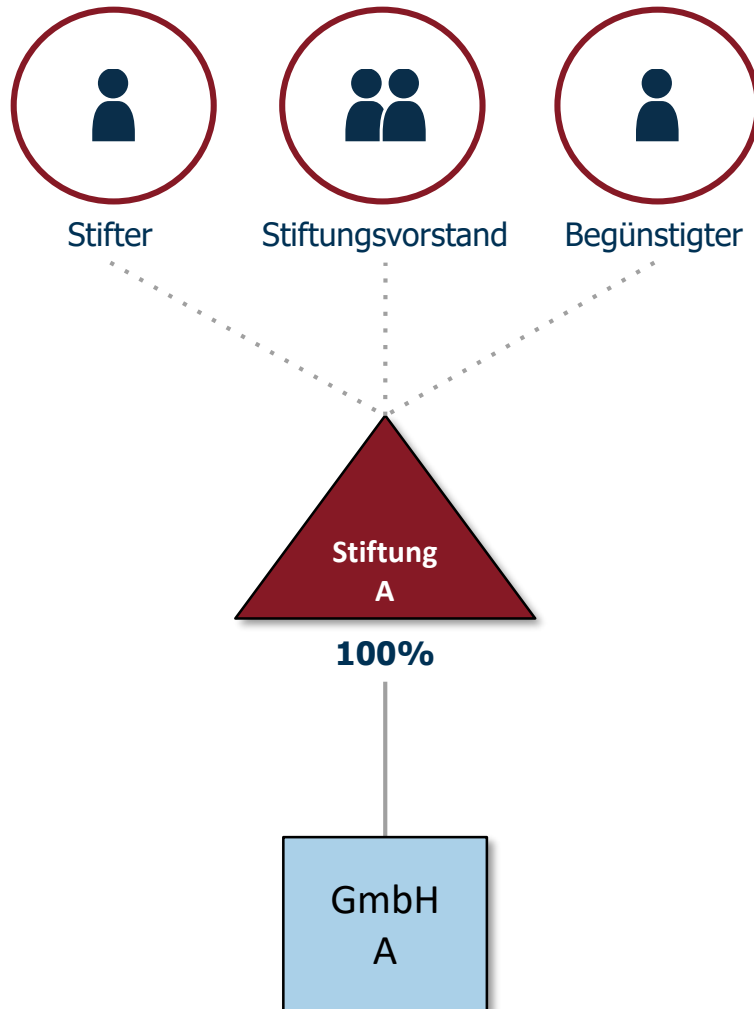 Stifter
Stiftungsvorstand
Begünstigter
Stiftung
A
100%
GmbH
A